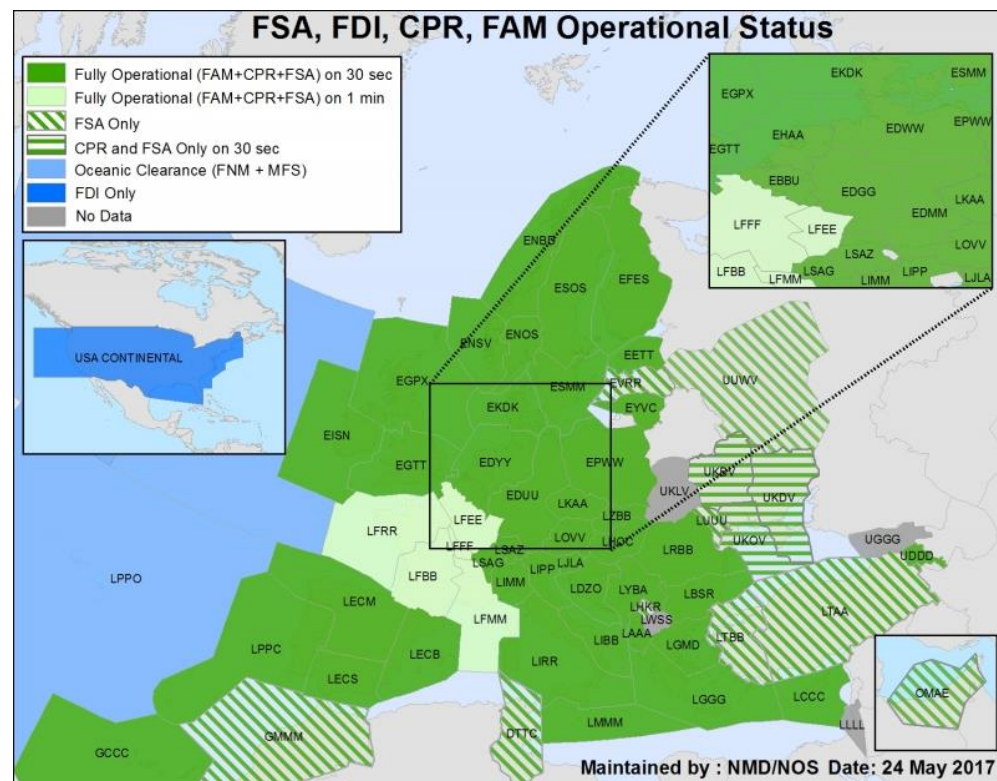 FSA, FDI, CPR, FAM Operational Status
Fully Operational (FAM+CPR+FSA) on 30 sec
Fully Operational (FAM+CPR+FSA) on 1 min
FSA Only
CPR and FSA Only on 30 sec
Oceanic Clearance (FNM + MFS)
FDI Only
No Data
EKDK
ESMM
EGPX
EPWW
EHAA
EDWW
EGTT
EBBU
EDGG
LKAA
EDMM
LFFF
LFEE
LOVV
LSAZ
LFBB
LFMM
LSAG
LIMM
LIPP
LJLA
USA CONTINENTAL
ENBD
ESOS
EFES
ENOS
ENSV
EETT
EGPX
ESMM
EVRR
UUWV
EKDK
EYVC
EISN
EGTT
EDYY
EPWW
UKBV
UKLV
EDUU
LKAA
UKDV
LFRR
LFEE
LZBB
LUUU
LFFF
LOVV
LHCC
UKOV
UGGG
LSAZ
LSAG
LIPP
LJLA
LRBB
UDDD
LPPO
LFBB
LIMM
LDZO
LYBA
LBSR
LECM
LHKR
LWSS
LTAA
LFMM
LIBB
LAAA
LGMD
LTBB
LPPC
LECB
LIRR
LECS
LGGG
LCCC
OMAE
LMMM
LLLL
GMMM
DTTC
GCCC
Maintained by : NMD/NOS Date: 24 May 2017